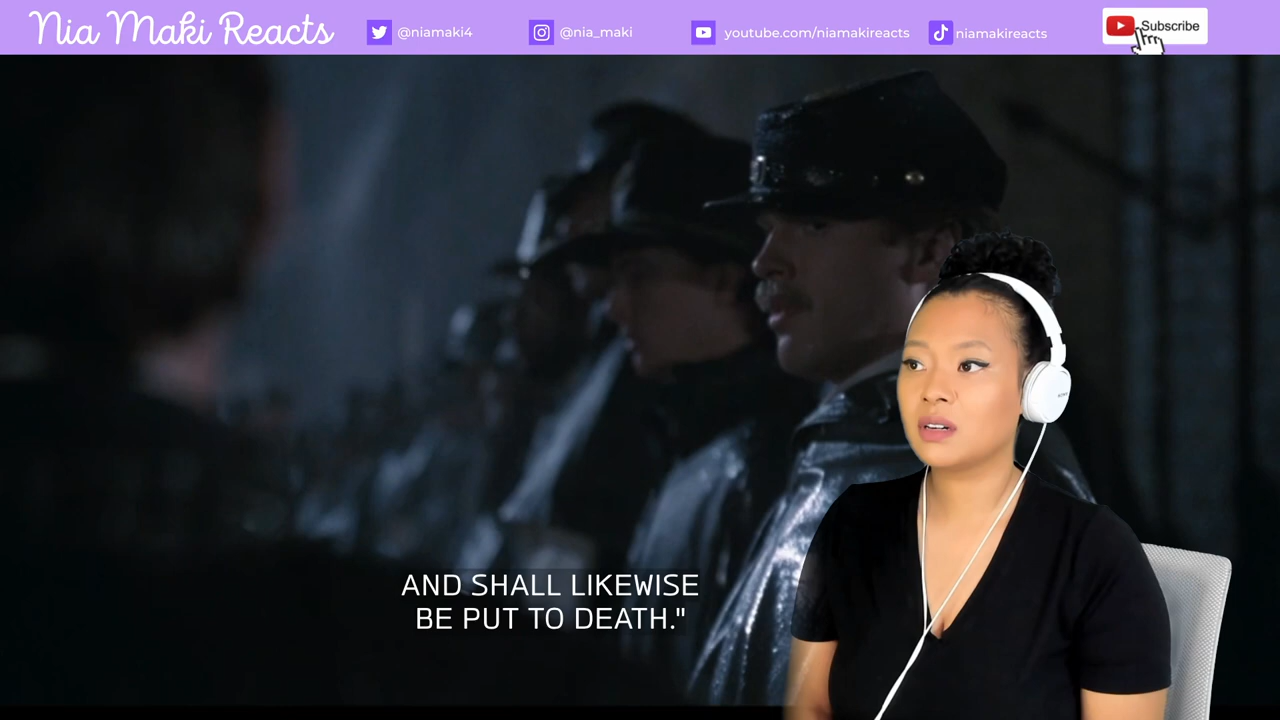 Nia Maki Reacts
@niamaki4
@nia_maki
youtube.com/niamakireacts
niamakireacts
Subscribe
AND SHALL LIKEWISE
BE PUT TO DEATH."